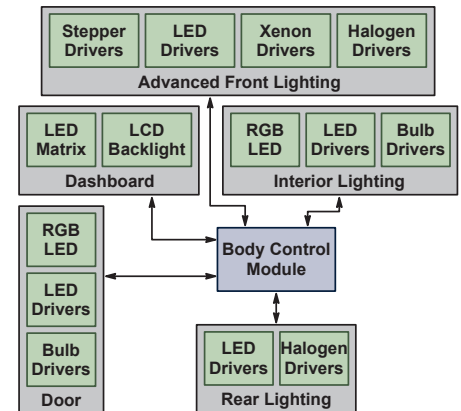 Stepper
Drivers
LED
Drivers
Xenon
Drivers
Halogen
Drivers
Advanced Front Lighting
LED
Matrix
LCD
Backlight
Dashboard
RGB
LED
LED
Drivers
Bulb
Drivers
Interior Lighting
RGB
LED
LED
Drivers
Bulb
Drivers
Door
Body Control
Module
LED
Drivers
Halogen
Drivers
Rear Lighting